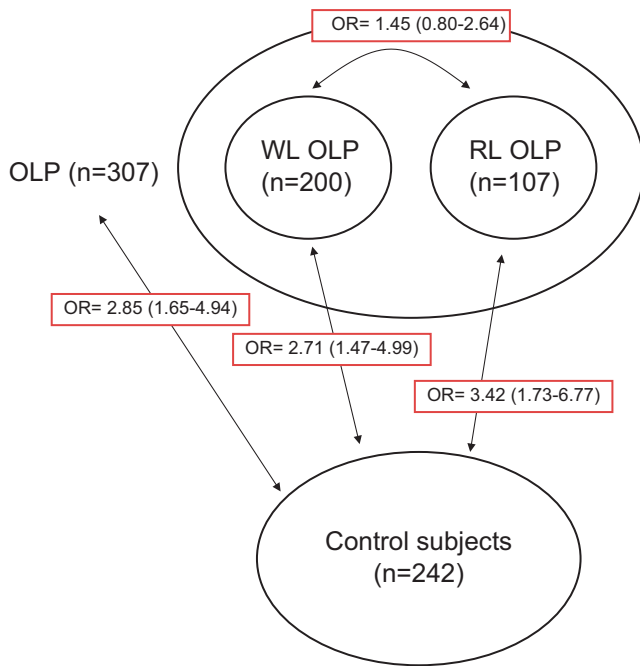 OR= 1.45 (0.80-2.64)
WL OLP
(n=200)
RL OLP
(n=107)
OLP (n=307)
OR= 2.85 (1.65-4.94)
OR= 2.71 (1.47-4.99)
OR= 3.42 (1.73-6.77)
Control subjects
(n=242)